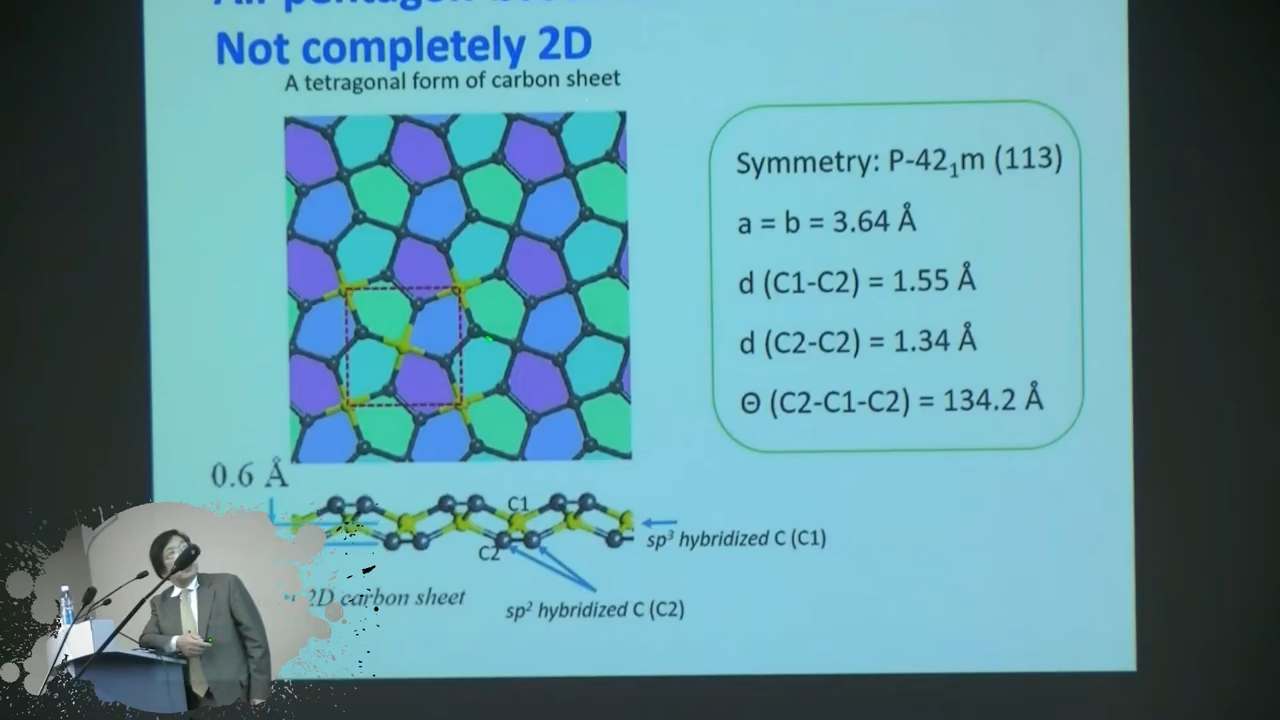 Not completely 2D
A tetragonal form of carbon sheet
Symmetry: P-42₁m (113)
a = b = 3.64 Å
d (C1-C2) = 1.55 Å
d (C2-C2) = 1.34 Å
Θ (C2-C1-C2) = 134.2 Å
0.6 Å
C1
C2
sp³ hybridized C (C1)
2D carbon sheet
sp² hybridized C (C2)